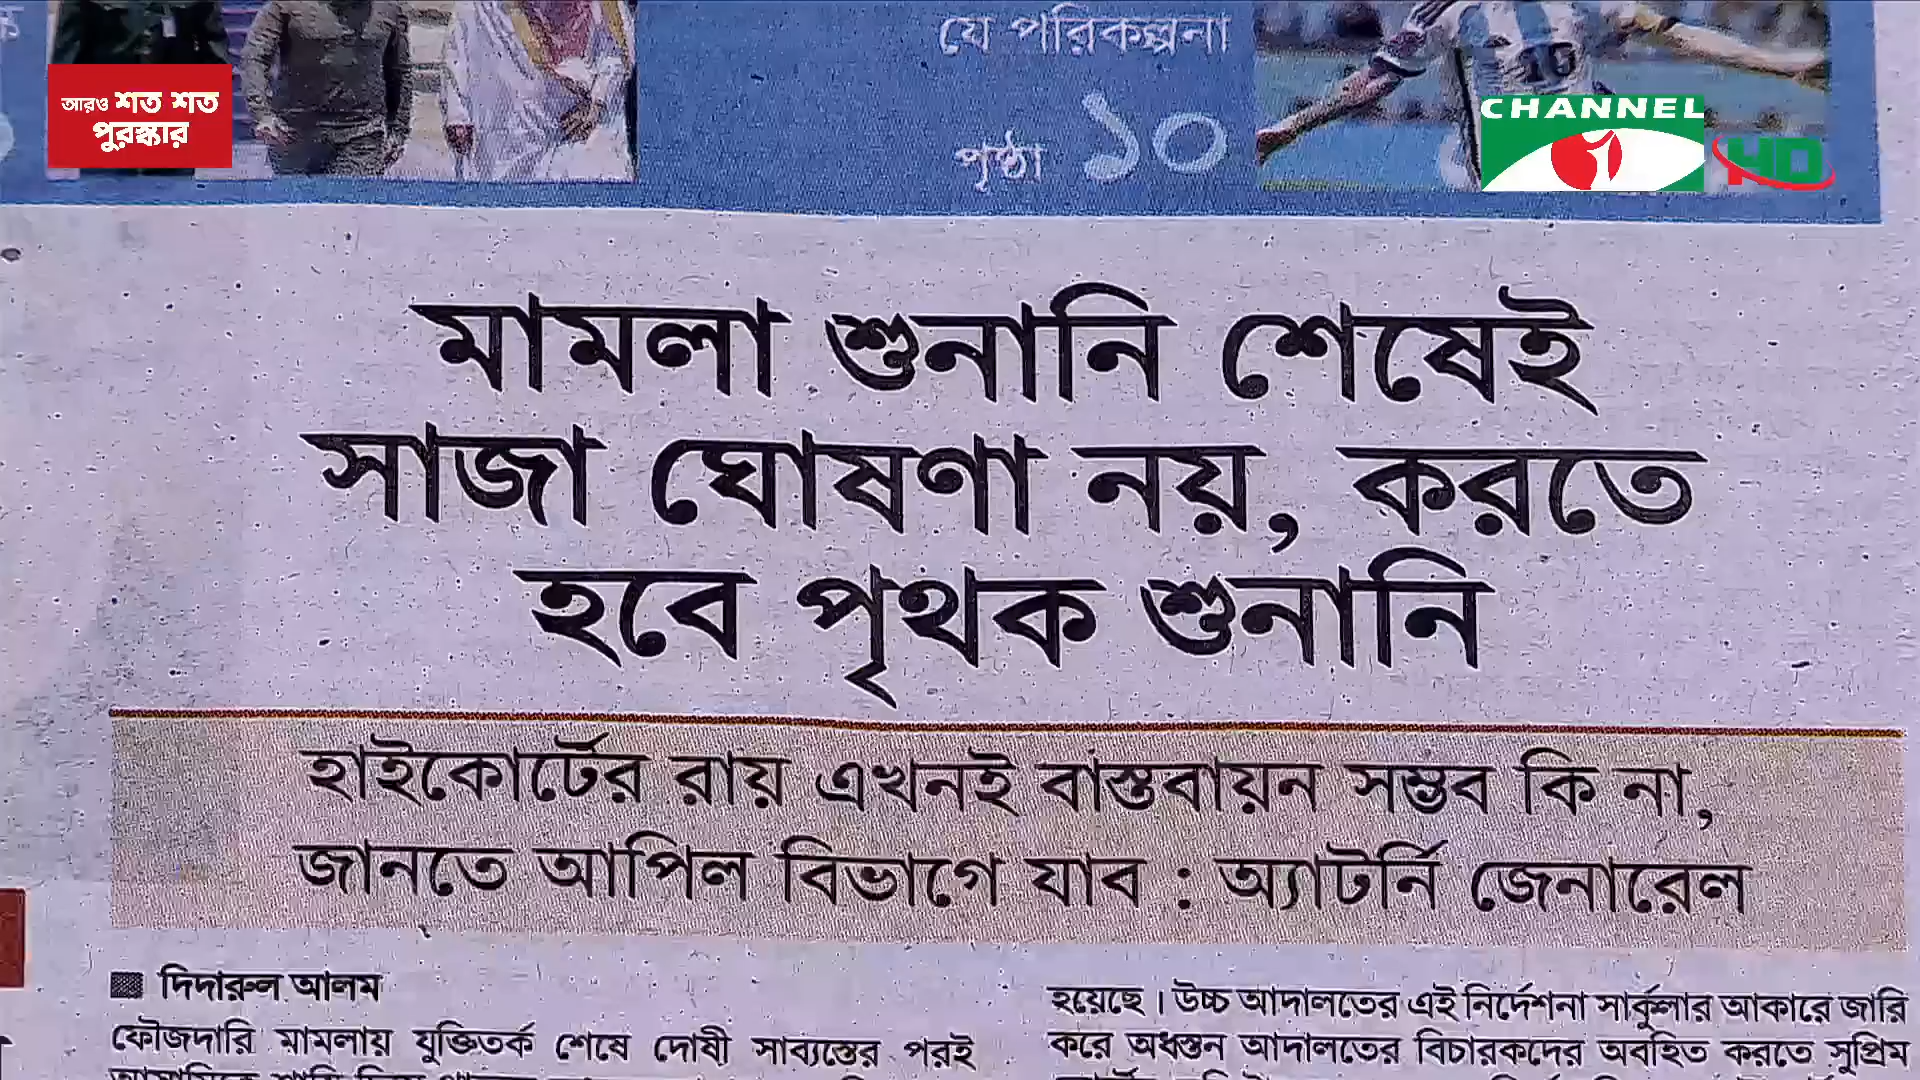 যে পরিকল্পনা
পৃষ্ঠা ১০
আরও শত শত
পুরস্কার
CHANNEL
HD
10
মামলা শুনানি শেষেই
সাজা ঘোষণা নয়, করতে
হবে পৃথক শুনানি
হাইকোর্টের রায় এখনই বাস্তবায়ন সম্ভব কি না,
জানতে আপিল বিভাগে যাব : অ্যাটর্নি জেনারেল
দিদারুল আলম
ফৌজদারি মামলায় যুক্তিতর্ক শেষে দোষী সাব্যস্তের পরই
হয়েছে। উচ্চ আদালতের এই নির্দেশনা সার্কুলার আকারে জারি
করে অধস্তন আদালতের বিচারকদের অবহিত করতে সুপ্রিম